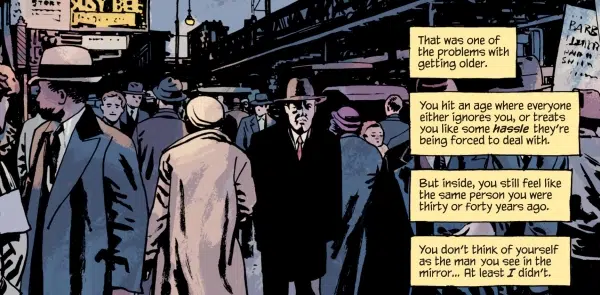 STORY
BUSY BEE
That was one of
the problems with
getting older.
You hit an age where everyone
either ignores you, or treats
you like some hassle they're
being forced to deal with.
But inside, you still feel like
the same person you were
thirty or forty years ago.
You don't think of yourself
as the man you see in the
mirror... At least I didn't.